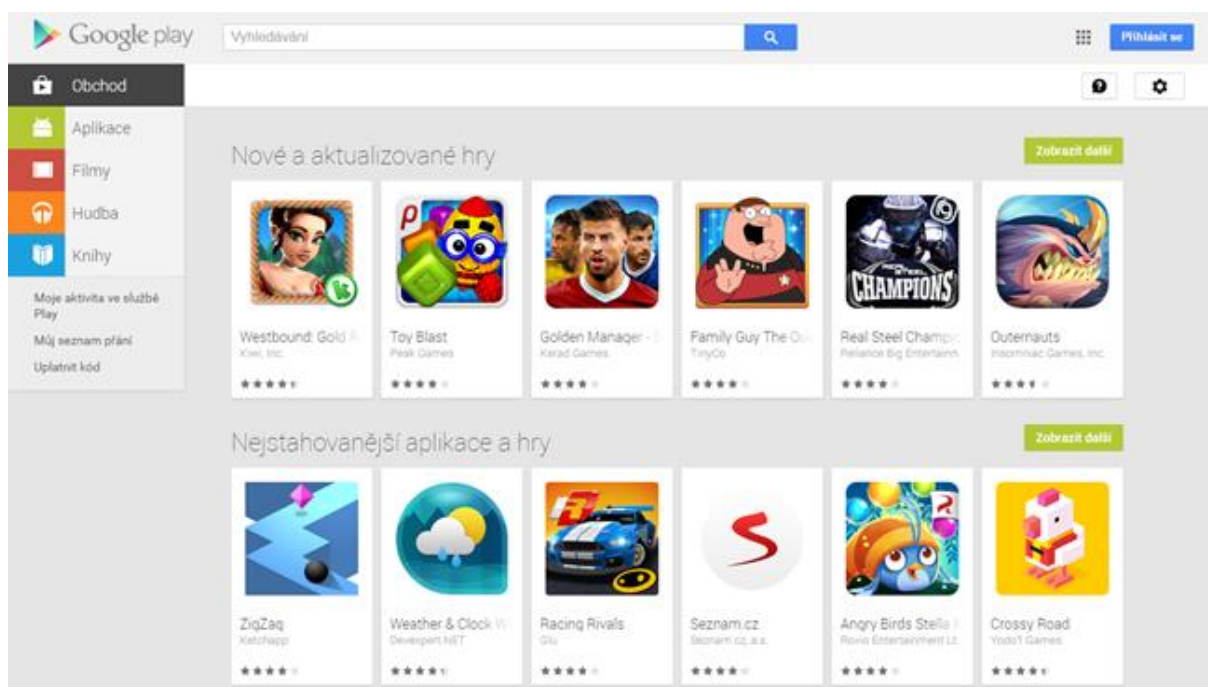 Google play
Vyhledávání
Přihlásit se
Obchod
Aplikace
Filmy
Hudba
Knihy
Moje aktivita ve službě
Play
Můj seznam přání
Uplatnit kód
Nové a aktualizované hry
Zobrazit další
CHAMPIONS
Westbound: Gold
Kiwi, Inc.
Toy Blast
Peak Games
Golden Manager -
Kerad Games
Family Guy The
TinyCo
Real Steel Champi
Reliance Big Entertainm
Outernauts
Insomniac Games, Inc.
Nejstahovanější aplikace a hry
Zobrazit další
ZigZag
Ketchapp
Weather & Clock W
Devexpert.NET
Racing Rivals
Glu
Seznam.cz
Seznam.cz, a.s.
Angry Birds Stella
Rovio Entertainment Lt
Crossy Road
Yodo1 Games